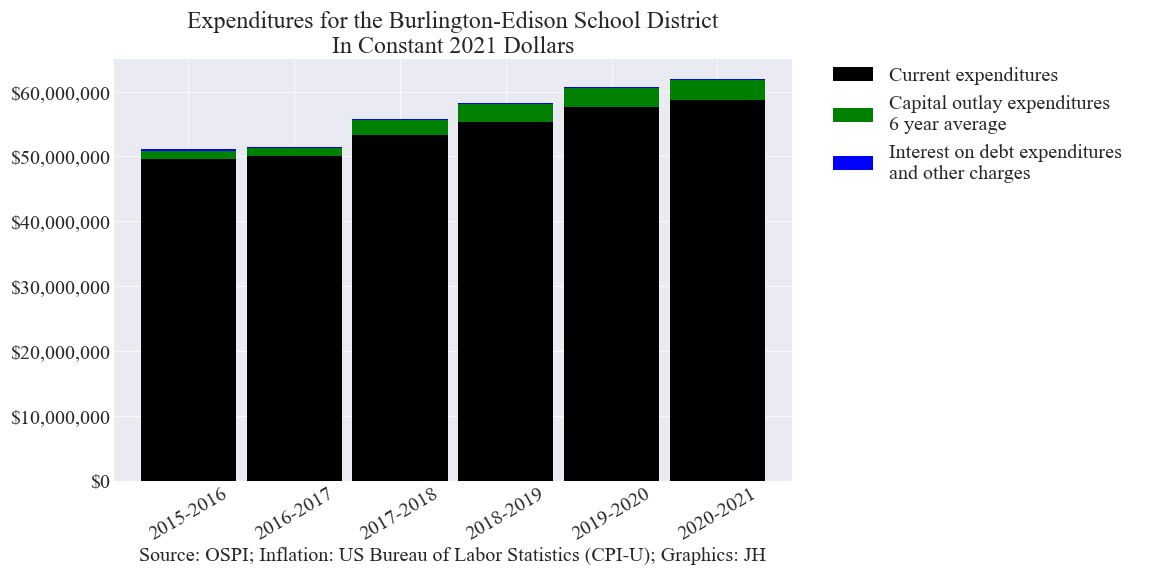 Expenditures for the Burlington-Edison School District
In Constant 2021 Dollars
$60,000,000
$50,000,000
$40,000,000
$30,000,000
$20,000,000
$10,000,000
$0
2015-2016
2016-2017
2017-2018
2018-2019
2019-2020
2020-2021
Source: OSPI; Inflation: US Bureau of Labor Statistics (CPI-U); Graphics: JH
Current expenditures
Capital outlay expenditures
6 year average
Interest on debt expenditures
and other charges